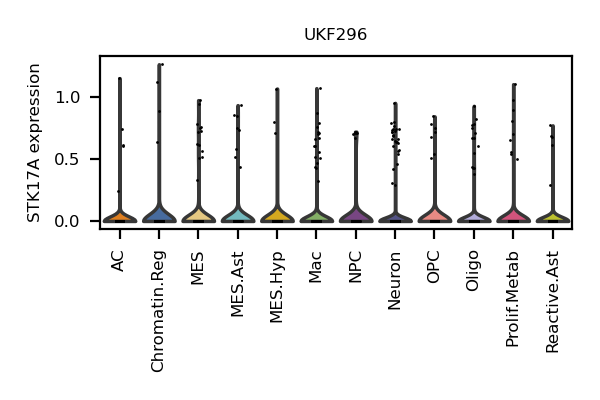 UKF296
STK17A expression
1.0
0.5
0.0
AC
Chromatin.Reg
MES
MES.Ast
MES.Hyp
Mac
NPC
Neuron
OPC
Oligo
Prolif.Metab
Reactive.Ast